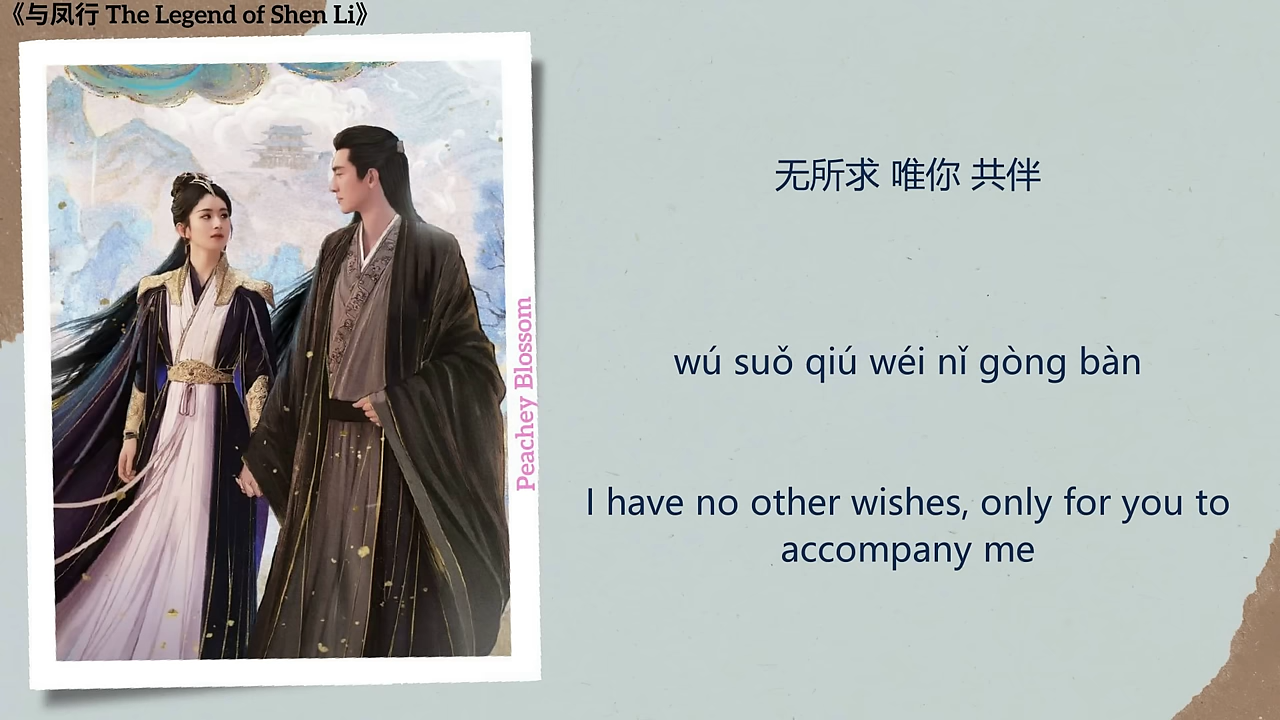 《与凤行 The Legend of Shen Li》
Peachey Blossom
无所求 唯你 共伴
wú suǒ qiú wéi nǐ gòng bàn
I have no other wishes, only for you to
accompany me